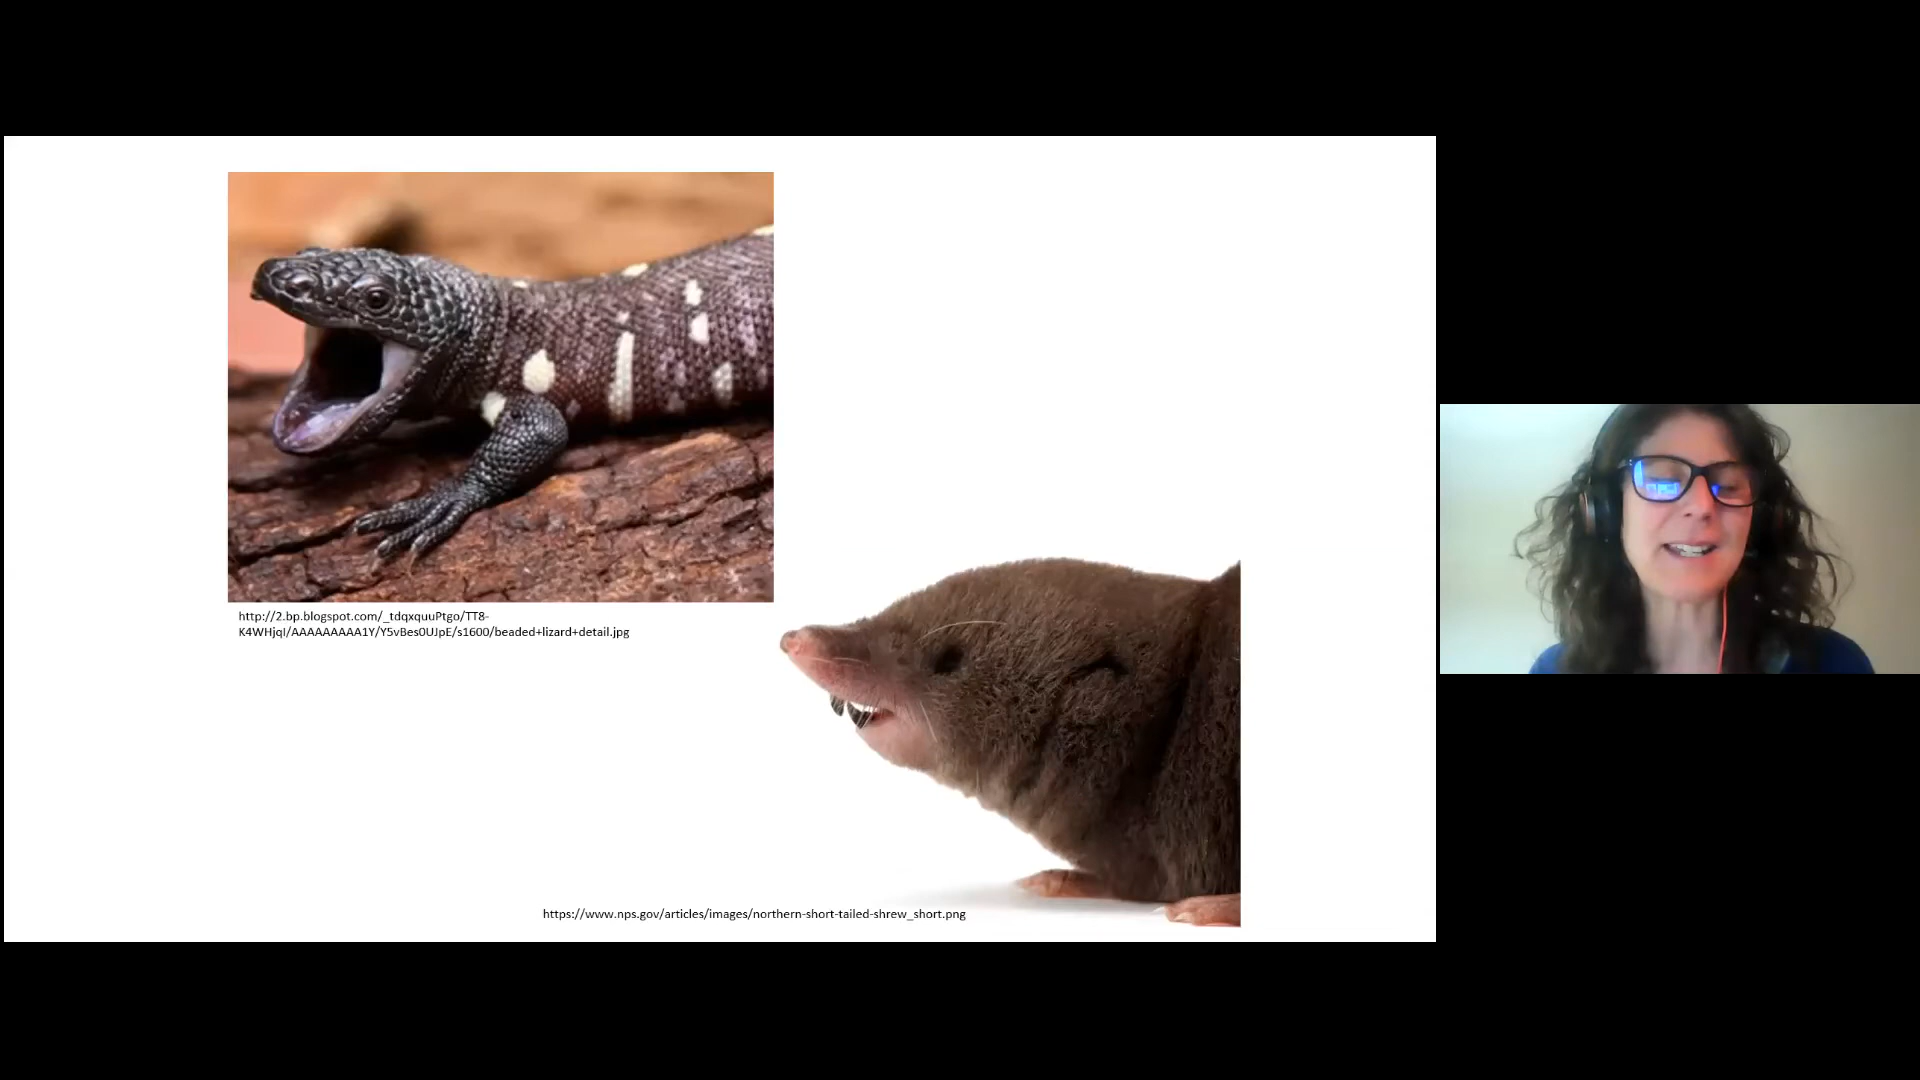 http://2.bp.blogspot.com/_tdqxquuPtgo/TT8-
K4WHjqI/AAAAAAAAA1Y/Y5vBes0UJpE/s1600/beaded+lizard+detail.jpg
https://www.nps.gov/articles/images/northern-short-tailed-shrew_short.png